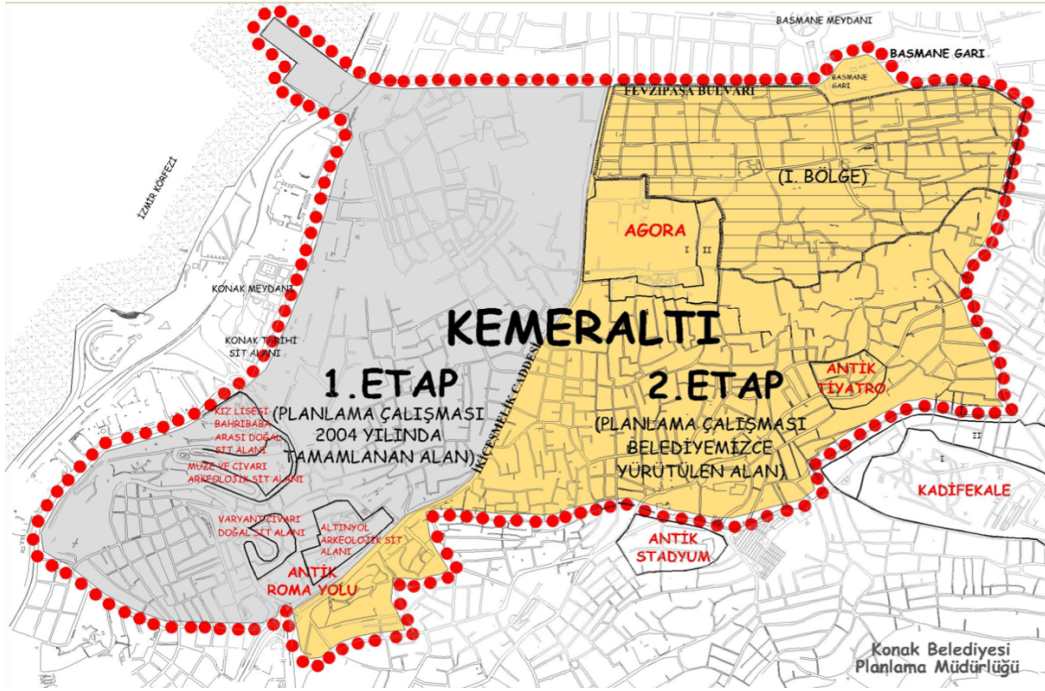 BASMANE MEYDANI
BASMANE GARI
BASMANE
GARI
FEVZİPAŞA BULVARI
İZMİR KÖRFEZİ
(I. BÖLGE)
AGORA
I II
KONAK MEYDANI
KONAK TARİHİ
SİT ALANI
KEMERALTI
İKİÇEŞMELİK CADDESİ
1.ETAP
(PLANLAMA ÇALIŞMASI
2004 YILINDA
TAMAMLANAN ALAN)
2.ETAP
(PLANLAMA ÇALIŞMASI
BELEDİYEMİZCE
YÜRÜTÜLEN ALAN)
ANTİK
TİYATRO
KIZ LİSESİ
BAHRIBABA
ARASI DOĞAL
SİT ALANI
MUZE VE CİVARI
ARKEOLOJİK SİT ALANI
II
I
KADİFEKALE
VARYANT CİVARI
DOĞAL SİT ALANI
ALTINYOL
ARKEOLOJİK SİT
ALANI
ANTİK
STADYUM
ANTİK
ROMA YOLU
Konak Belediyesi
Planlama Müdürlüğü